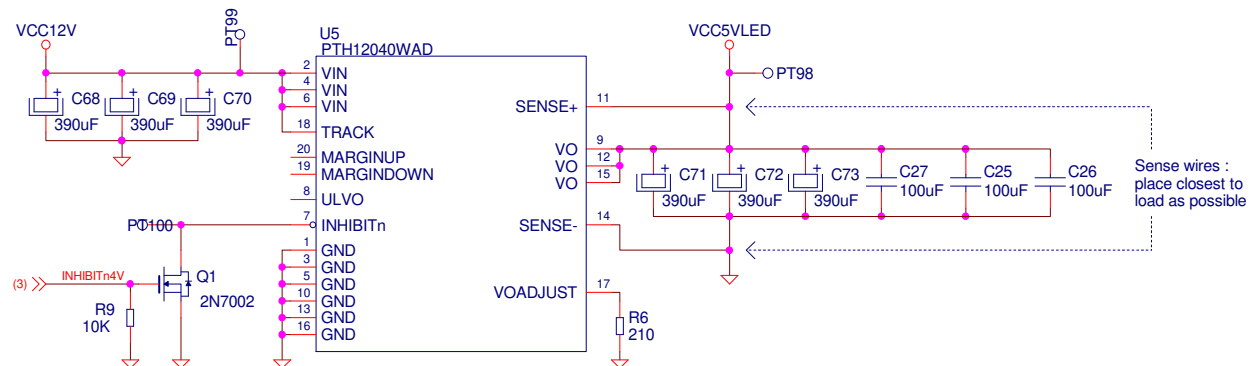 VCC12V
PT99
U5
PTH12040WAD
VCC5VLED
PT98
2 VIN
4 VIN
6 VIN
18 TRACK
20 MARGINUP
19 MARGINDOWN
8 ULVO
7 INHIBITn
1 GND
3 GND
5 GND
10 GND
13 GND
16 GND
SENSE+ 11
VO 9
VO 12
VO 15
SENSE- 14
VOADJUST 17
+ C68
390uF
+ C69
390uF
+ C70
390uF
+ C71
390uF
+ C72
390uF
+ C73
390uF
C27
100uF
C25
100uF
C26
100uF
Sense wires :
place closest to
load as possible
PT100
(3) INHIBITn4V
Q1
2N7002
R9
10K
R6
210